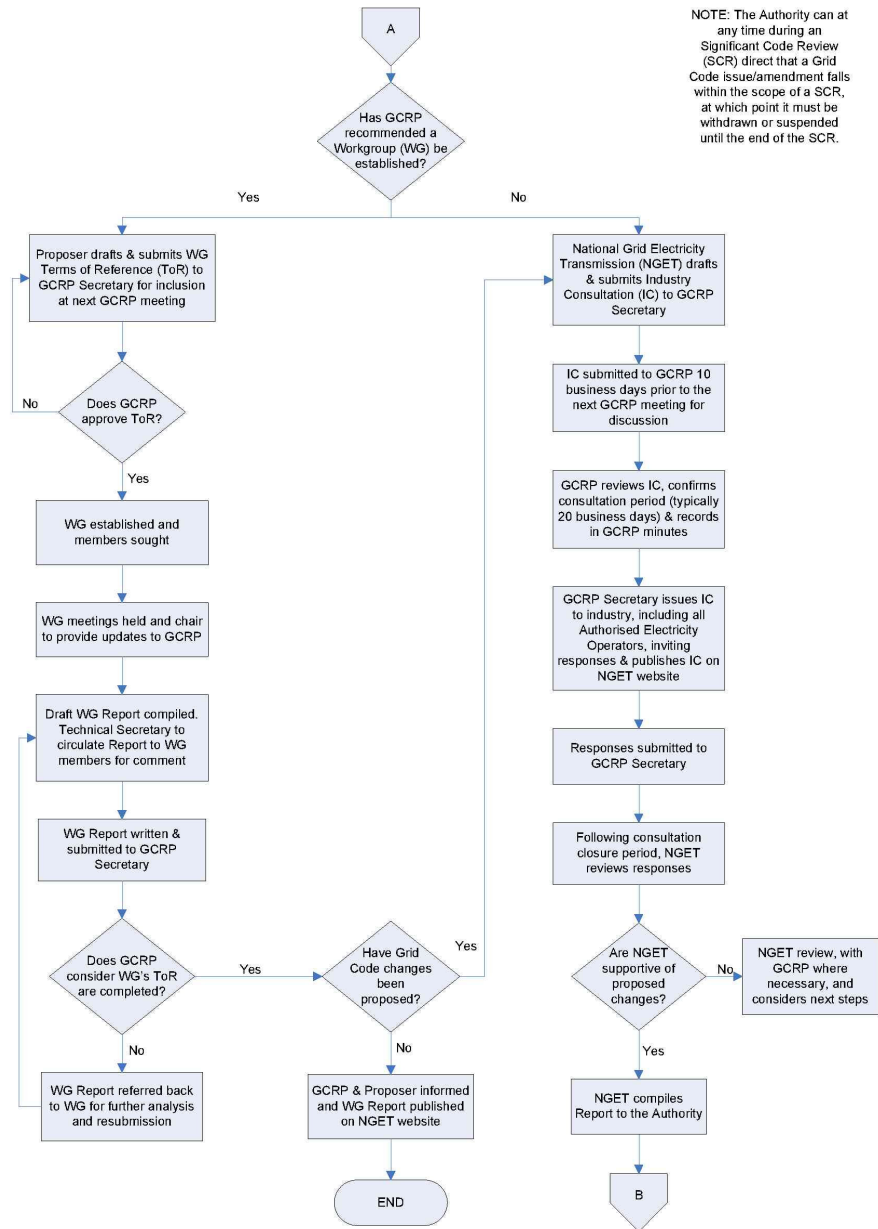 A
NOTE: The Authority can at
any time during an
Significant Code Review
(SCR) direct that a Grid
Code issue/amendment falls
within the scope of a SCR,
at which point it must be
withdrawn or suspended
until the end of the SCR.
Has GCRP
recommended a
Workgroup (WG) be
established?
Yes
No
Proposer drafts & submits WG
Terms of Reference (ToR) to
GCRP Secretary for inclusion
at next GCRP meeting
Does GCRP
approve ToR?
No
Yes
WG established and
members sought
WG meetings held and chair
to provide updates to GCRP
Draft WG Report compiled.
Technical Secretary to
circulate Report to WG
members for comment
WG Report written &
submitted to GCRP
Secretary
Does GCRP
consider WG's ToR
are completed?
Yes
No
WG Report referred back
to WG for further analysis
and resubmission
Have Grid
Code changes
been
proposed?
Yes
No
GCRP & Proposer informed
and WG Report published
on NGET website
END
National Grid Electricity
Transmission (NGET) drafts
& submits Industry
Consultation (IC) to GCRP
Secretary
IC submitted to GCRP 10
business days prior to the
next GCRP meeting for
discussion
GCRP reviews IC, confirms
consultation period (typically
20 business days) & records
in GCRP minutes
GCRP Secretary issues IC
to industry, including all
Authorised Electricity
Operators, inviting
responses & publishes IC on
NGET website
Responses submitted to
GCRP Secretary
Following consultation
closure period, NGET
reviews responses
Are NGET
supportive of
proposed
changes?
No
NGET review, with
GCRP where
necessary, and
considers next steps
Yes
NGET compiles
Report to the Authority
B